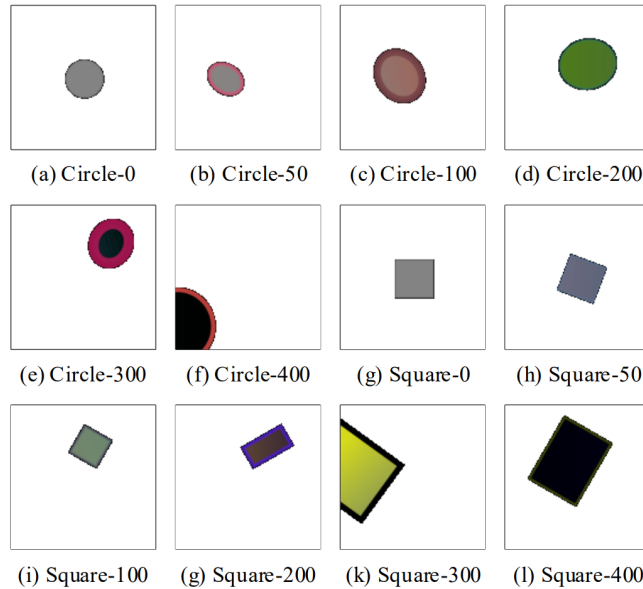 (a) Circle-0 (b) Circle-50 (c) Circle-100 (d) Circle-200
(e) Circle-300 (f) Circle-400 (g) Square-0 (h) Square-50
(i) Square-100 (g) Square-200 (k) Square-300 (l) Square-400